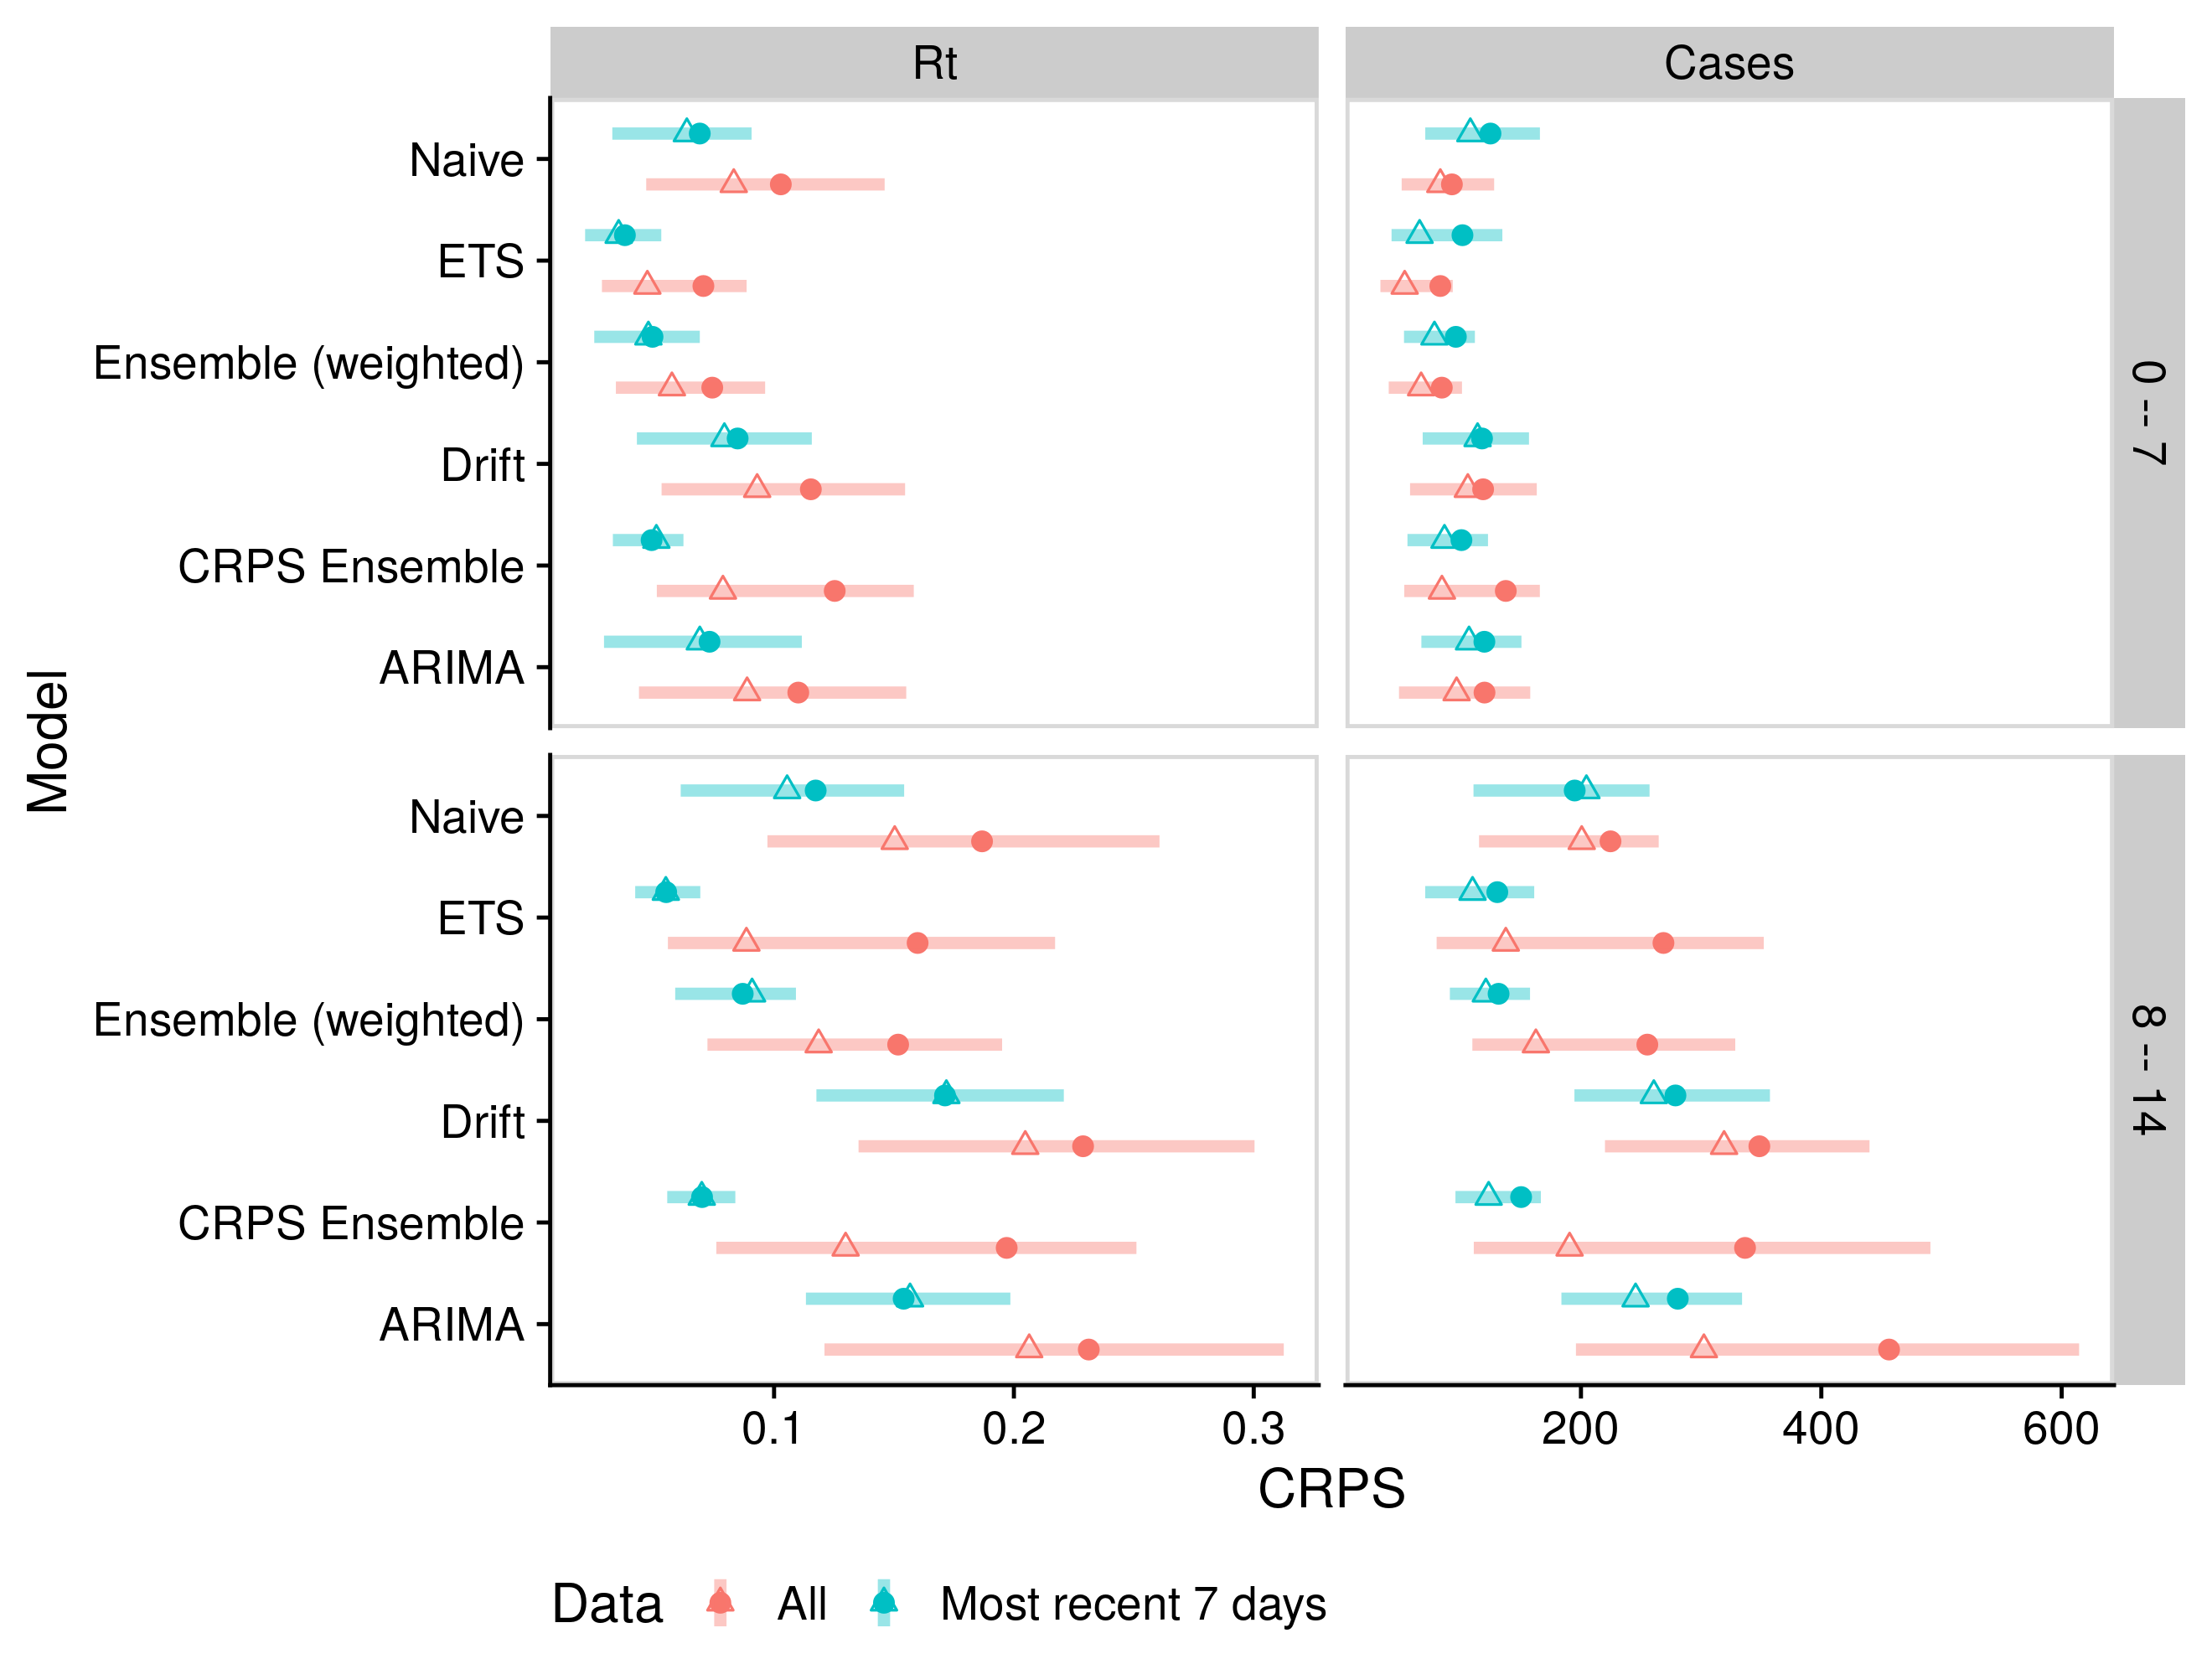 Rt
Cases
Naive
ETS
Ensemble (weighted)
Drift
CRPS Ensemble
ARIMA
0 -- 7
Model
Naive
ETS
Ensemble (weighted)
Drift
CRPS Ensemble
ARIMA
8 -- 14
0.1 0.2 0.3 200 400 600
CRPS
Data All Most recent 7 days